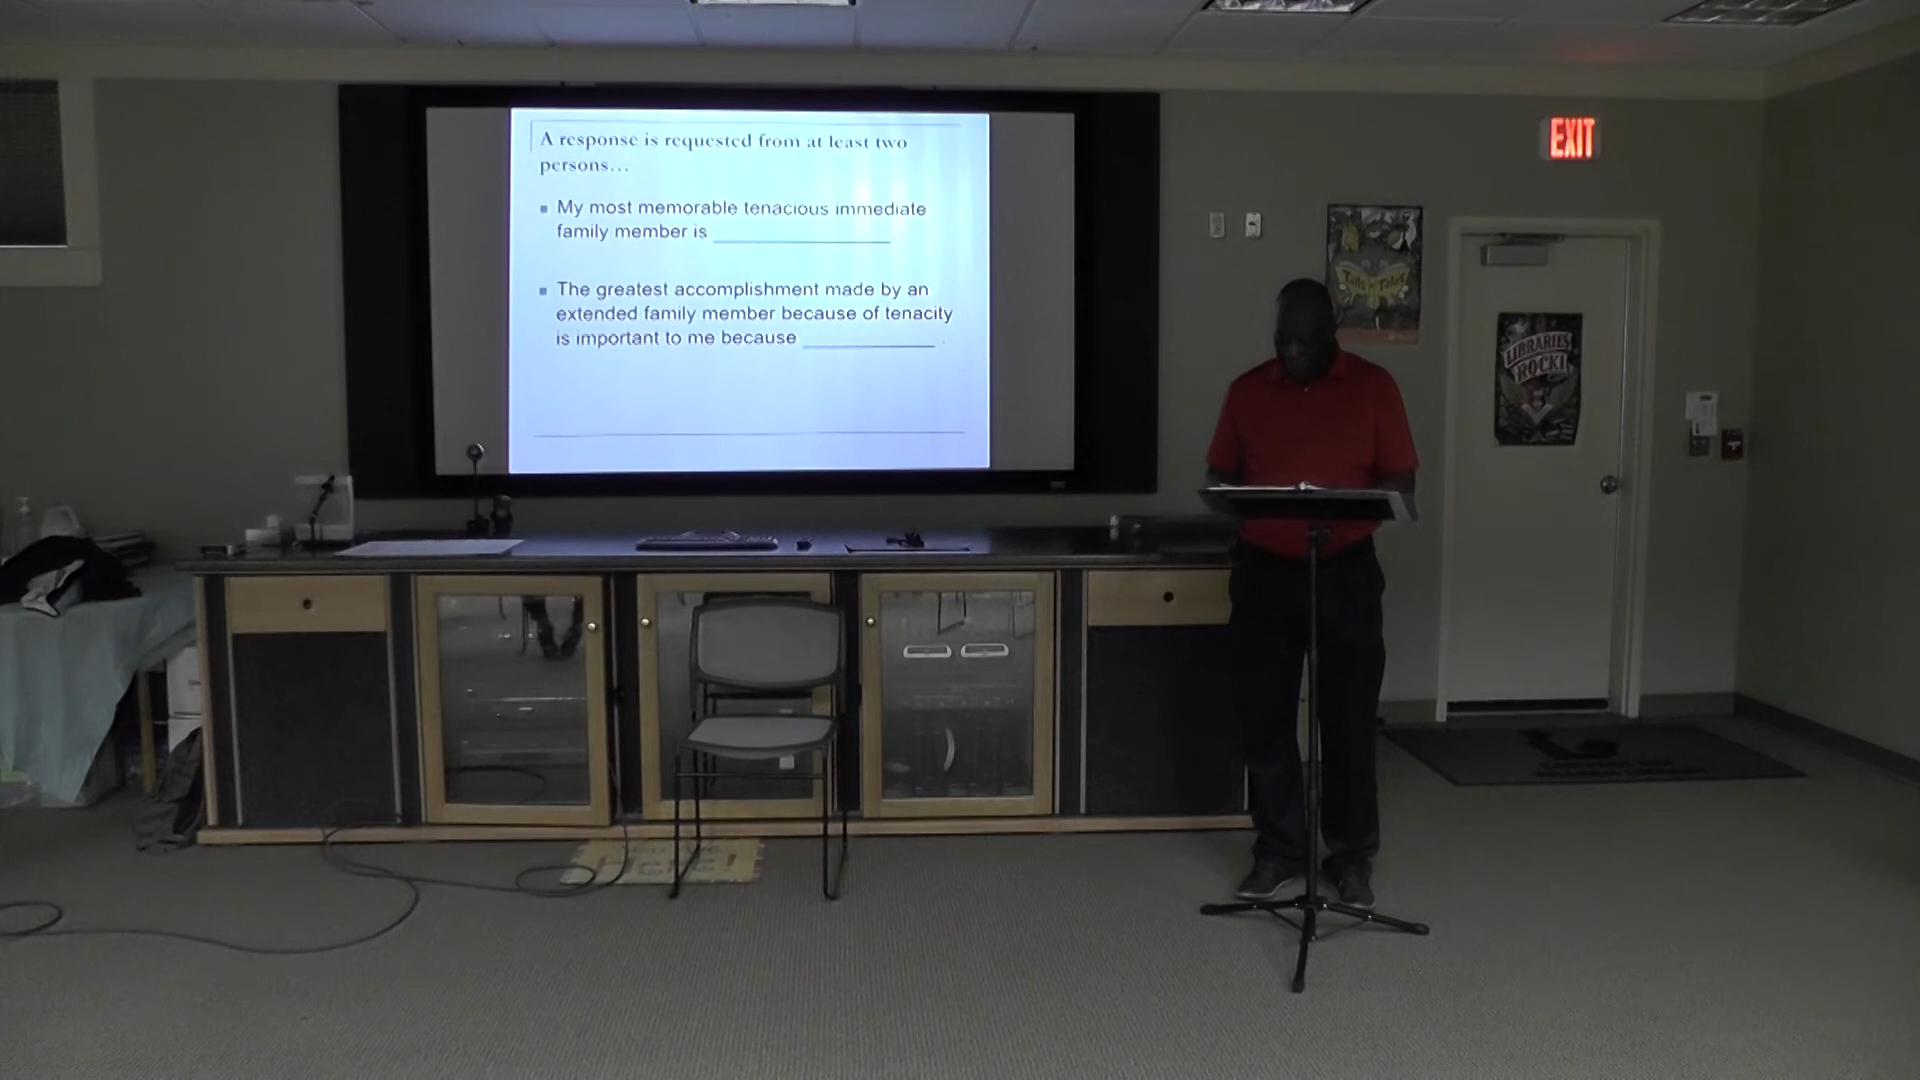 A response is requested from at least two
persons...
My most memorable tenacious immediate
family member is ______________
The greatest accomplishment made by an
extended family member because of tenacity
is important to me because ____________ .
EXIT
Tails & Tales
LIBRARIES
ROCK!